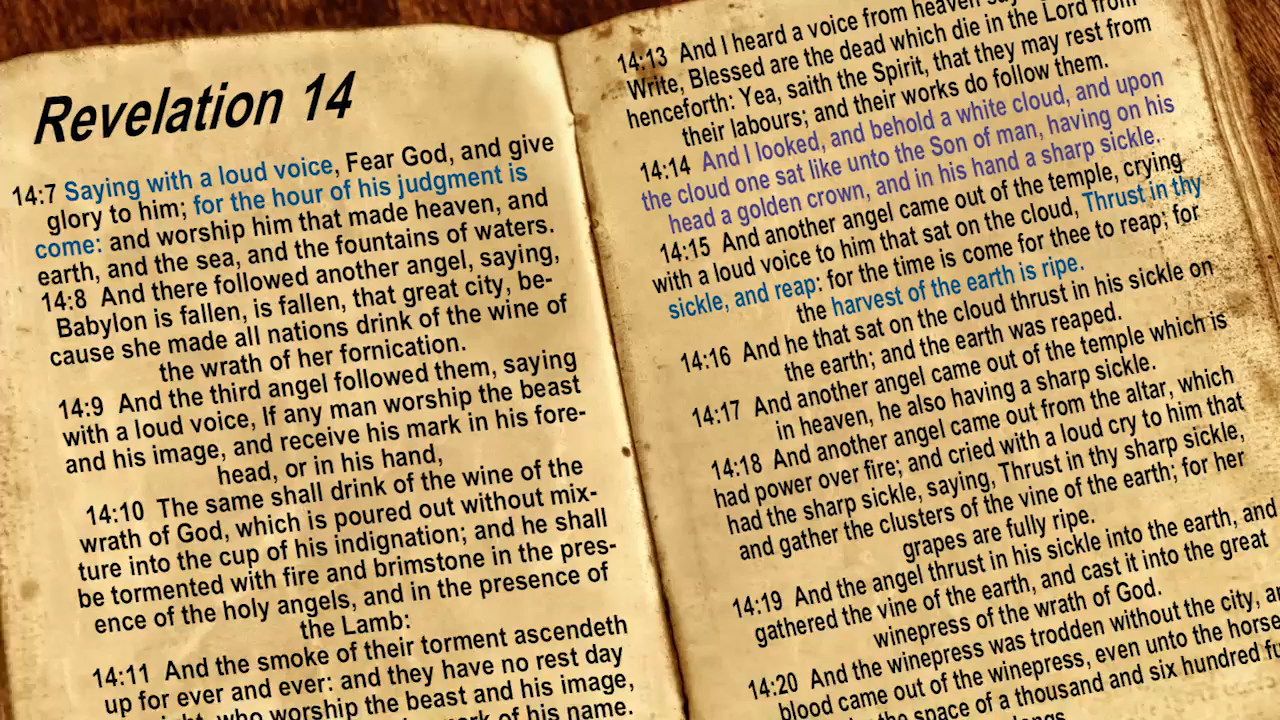 Revelation 14
14:7 Saying with a loud voice, Fear God, and give
glory to him; for the hour of his judgment is
come: and worship him that made heaven, and
earth, and the sea, and the fountains of waters.
14:8 And there followed another angel, saying,
Babylon is fallen, is fallen, that great city, be-
cause she made all nations drink of the wine of
the wrath of her fornication.
14:9 And the third angel followed them, saying
with a loud voice, If any man worship the beast
and his image, and receive his mark in his fore-
head, or in his hand,
14:10 The same shall drink of the wine of the
wrath of God, which is poured out without mix-
ture into the cup of his indignation; and he shall
be tormented with fire and brimstone in the pres-
ence of the holy angels, and in the presence of
the Lamb:
14:11 And the smoke of their torment ascendeth
up for ever and ever: and they have no rest day
who worship the beast and his image,
of his name.
14:13 And I heard a voice from heaven
Write, Blessed are the dead which die in the Lord from
henceforth: Yea, saith the Spirit, that they may rest from
their labours; and their works do follow them.
14:14 And I looked, and behold a white cloud, and upon
the cloud one sat like unto the Son of man, having on his
head a golden crown, and in his hand a sharp sickle.
14:15 And another angel came out of the temple, crying
with a loud voice to him that sat on the cloud, Thrust in thy
sickle, and reap: for the time is come for thee to reap; for
the harvest of the earth is ripe.
14:16 And he that sat on the cloud thrust in his sickle on
the earth; and the earth was reaped.
14:17 And another angel came out of the temple which is
in heaven, he also having a sharp sickle.
14:18 And another angel came out from the altar, which
had power over fire; and cried with a loud cry to him that
had the sharp sickle, saying, Thrust in thy sharp sickle,
and gather the clusters of the vine of the earth; for her
grapes are fully ripe.
14:19 And the angel thrust in his sickle into the earth, and
gathered the vine of the earth, and cast it into the great
winepress of the wrath of God.
14:20 And the winepress was trodden without the city,
blood came out of the winepress, even unto the horse
the space of a thousand and six hundred